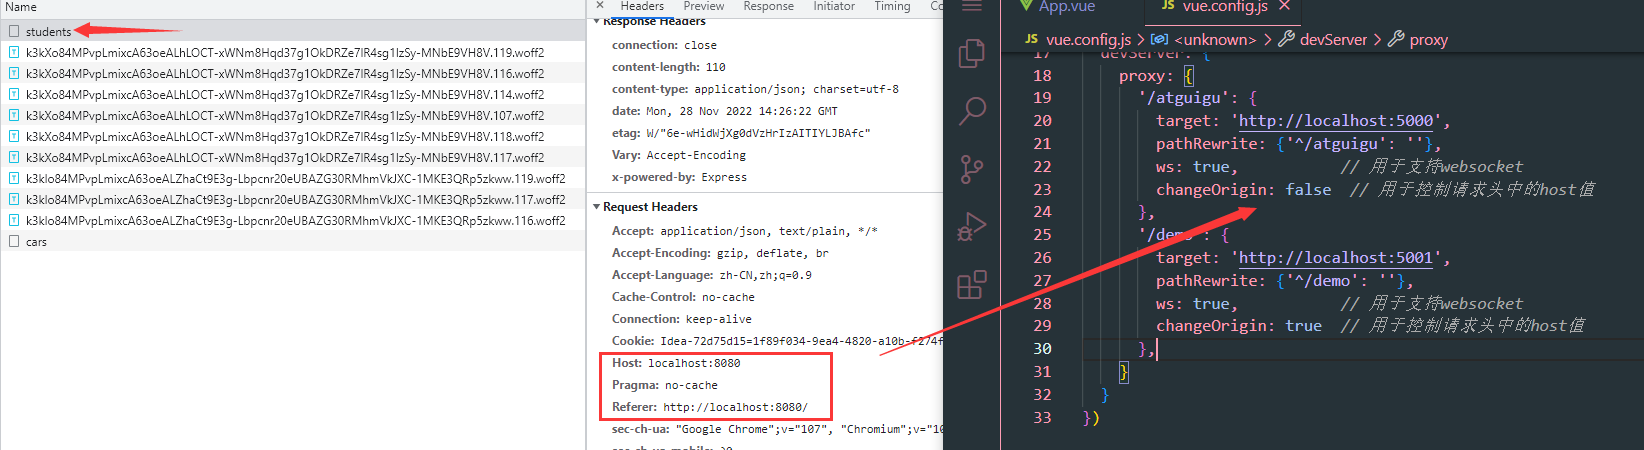 Name
students
k3kXo84MPvpLmixcA63oeALhLOCT-xWNm8Hqd37g1OkDRZe7lR4sg1IzSy-MNbE9VH8V.119.woff2
k3kXo84MPvpLmixcA63oeALhLOCT-xWNm8Hqd37g1OkDRZe7lR4sg1IzSy-MNbE9VH8V.116.woff2
k3kXo84MPvpLmixcA63oeALhLOCT-xWNm8Hqd37g1OkDRZe7lR4sg1IzSy-MNbE9VH8V.114.woff2
k3kXo84MPvpLmixcA63oeALhLOCT-xWNm8Hqd37g1OkDRZe7lR4sg1IzSy-MNbE9VH8V.107.woff2
k3kXo84MPvpLmixcA63oeALhLOCT-xWNm8Hqd37g1OkDRZe7lR4sg1IzSy-MNbE9VH8V.118.woff2
k3kXo84MPvpLmixcA63oeALhLOCT-xWNm8Hqd37g1OkDRZe7lR4sg1IzSy-MNbE9VH8V.117.woff2
k3kIo84MPvpLmixcA63oeALZhaCt9E3g-Lbpcnr20eUBAZG30RMhmVkJXC-1MKE3QRp5zkww.119.woff2
k3kIo84MPvpLmixcA63oeALZhaCt9E3g-Lbpcnr20eUBAZG30RMhmVkJXC-1MKE3QRp5zkww.117.woff2
k3kIo84MPvpLmixcA63oeALZhaCt9E3g-Lbpcnr20eUBAZG30RMhmVkJXC-1MKE3QRp5zkww.116.woff2
cars
× Headers Preview Response Initiator Timing
Response Headers
connection: close
content-length: 110
content-type: application/json; charset=utf-8
date: Mon, 28 Nov 2022 14:26:22 GMT
etag: W/"6e-wHidWjXg0dVzHrIzAITIYLJBAfc"
Vary: Accept-Encoding
x-powered-by: Express
Request Headers
Accept: application/json, text/plain, */*
Accept-Encoding: gzip, deflate, br
Accept-Language: zh-CN,zh;q=0.9
Cache-Control: no-cache
Connection: keep-alive
Cookie: Idea-72d75d15=1f89f034-9ea4-4820-a10b-f274f
Host: localhost:8080
Pragma: no-cache
Referer: http://localhost:8080/
sec-ch-ua: "Google Chrome";v="107", "Chromium";v="10
App.vue JS vue.config.js ×
JS vue.config.js > <unknown> > devServer > proxy
17 devServer: {
18 proxy: {
19 '/atguigu': {
20 target: 'http://localhost:5000',
21 pathRewrite: {'^/atguigu': ''},
22 ws: true, // 用于支持websocket
23 changeOrigin: false // 用于控制请求头中的host值
24 },
25 '/demo': {
26 target: 'http://localhost:5001',
27 pathRewrite: {'^/demo': ''},
28 ws: true, // 用于支持websocket
29 changeOrigin: true // 用于控制请求头中的host值
30 },
31 }
32 }
33 })